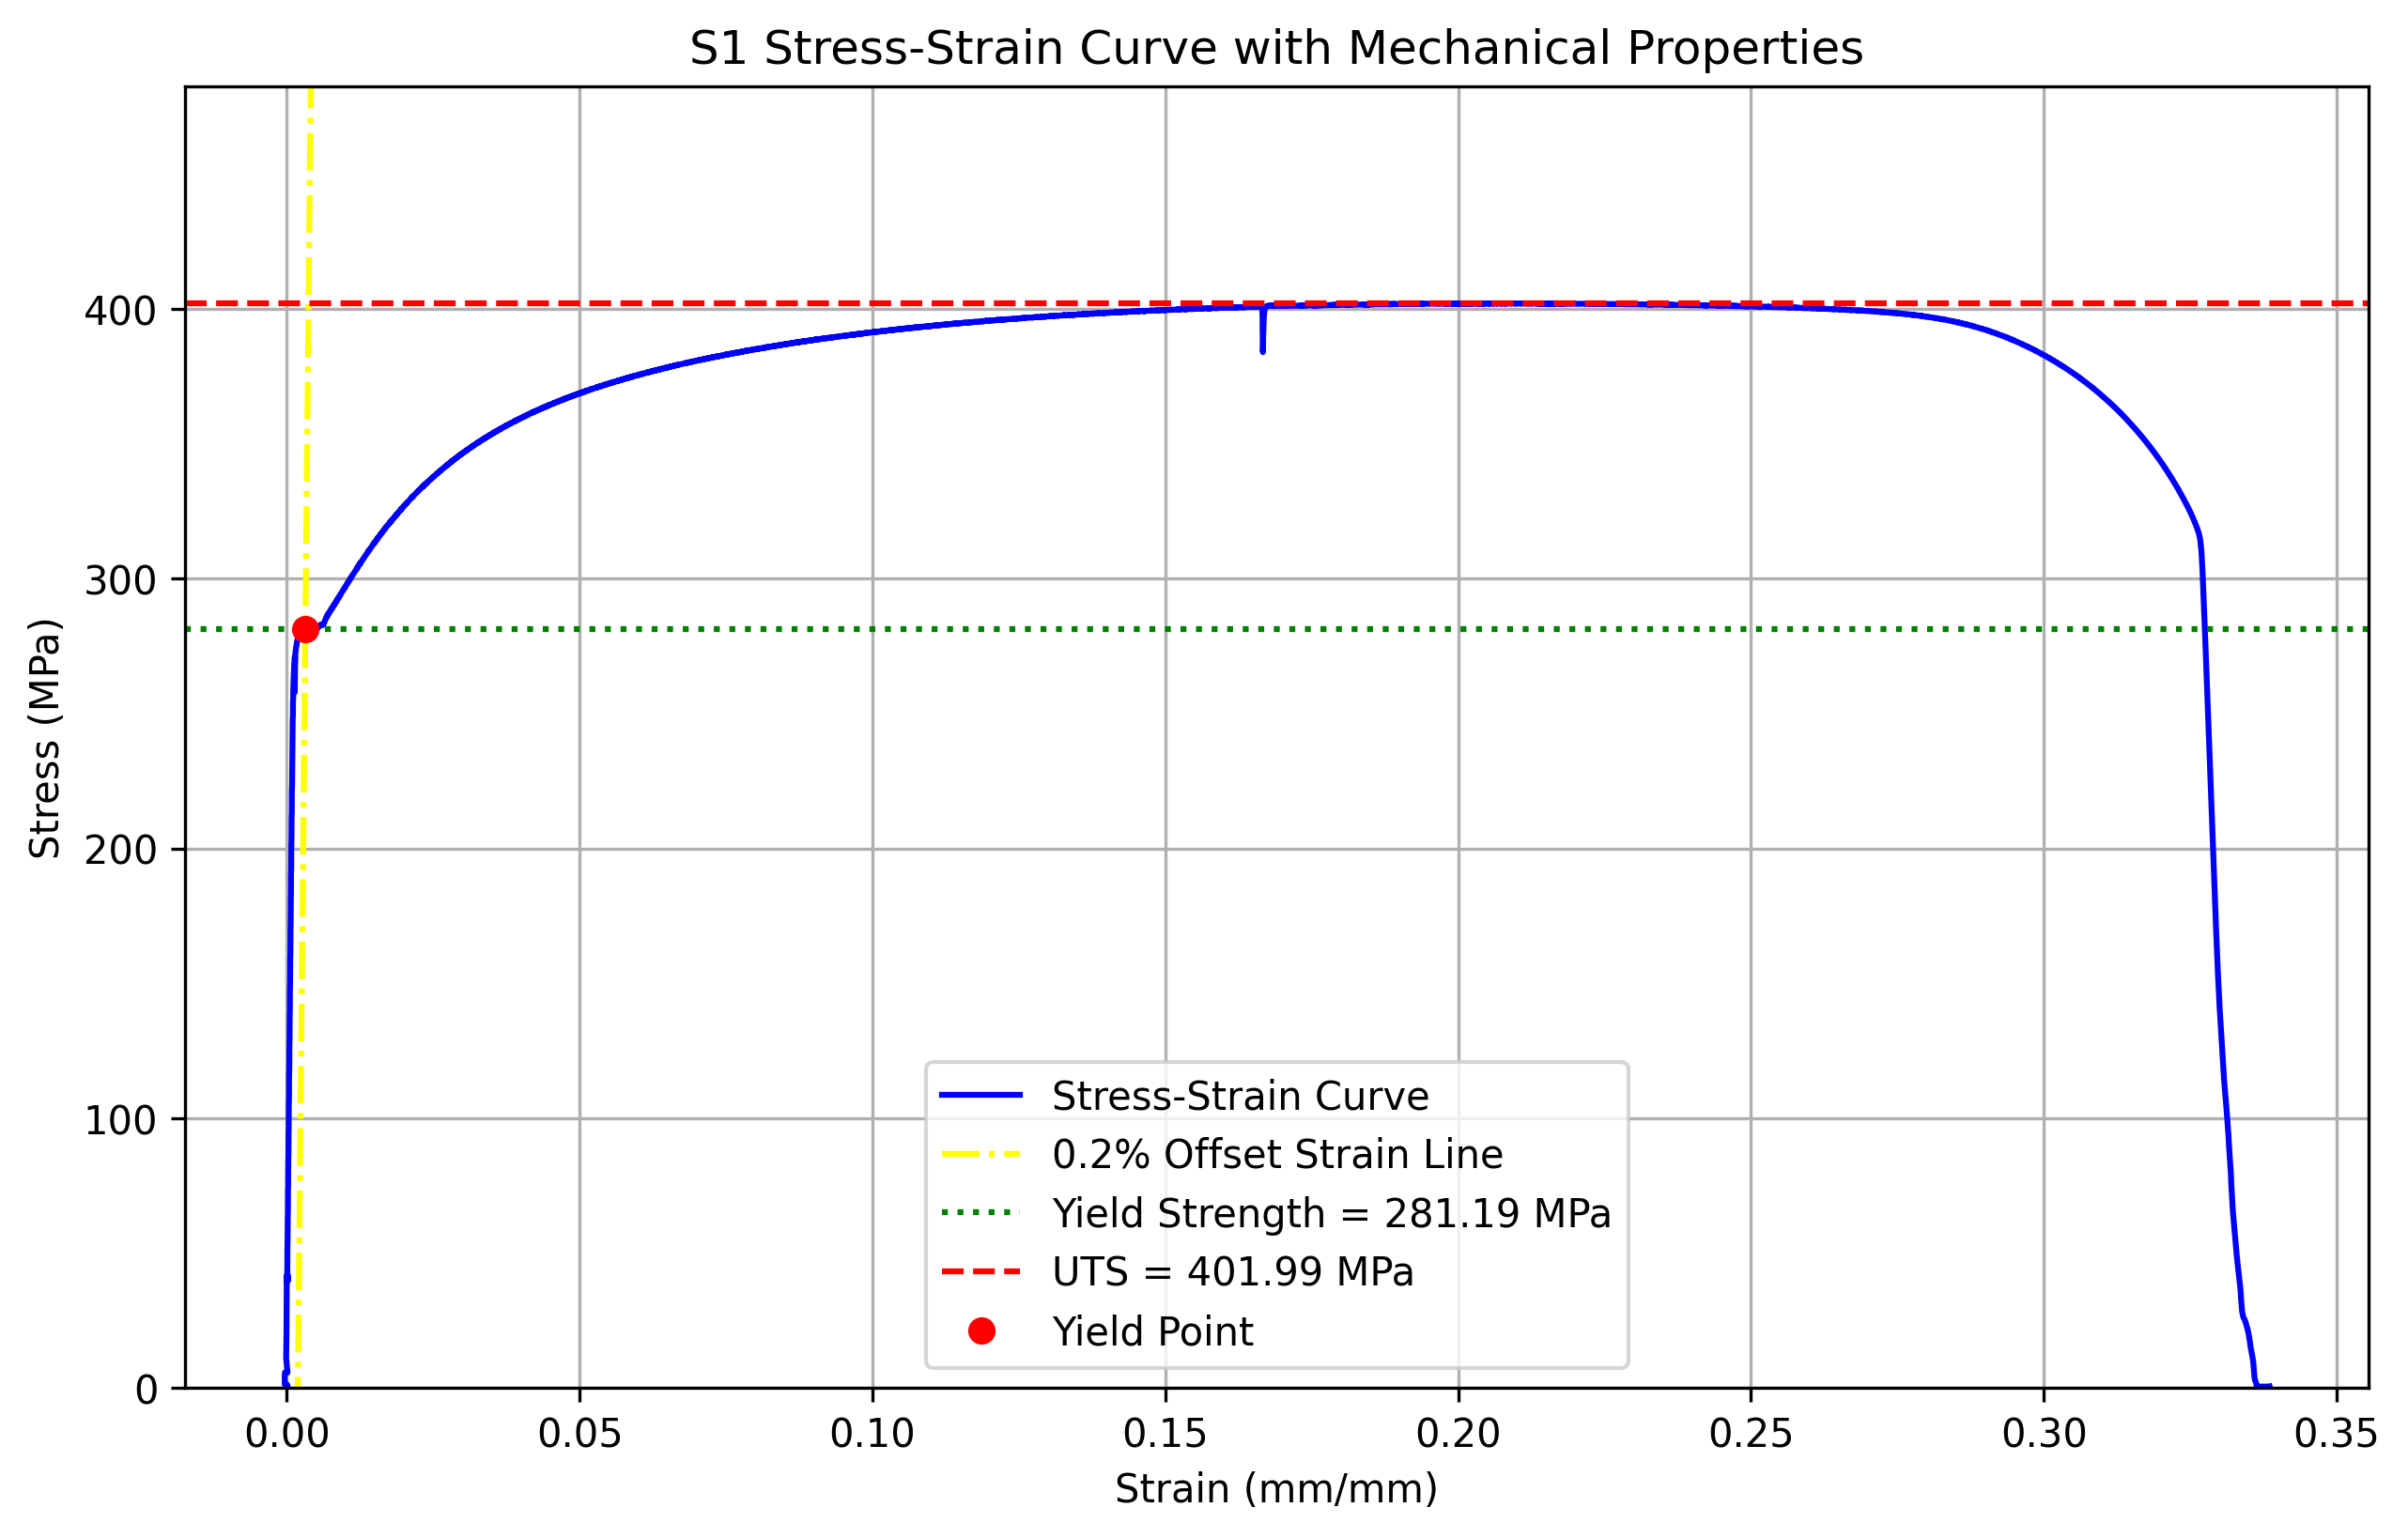 S1 Stress-Strain Curve with Mechanical Properties
Stress (MPa)
400
300
200
100
0
Stress-Strain Curve
0.2% Offset Strain Line
Yield Strength = 281.19 MPa
UTS = 401.99 MPa
Yield Point
0.00 0.05 0.10 0.15 0.20 0.25 0.30 0.35
Strain (mm/mm)